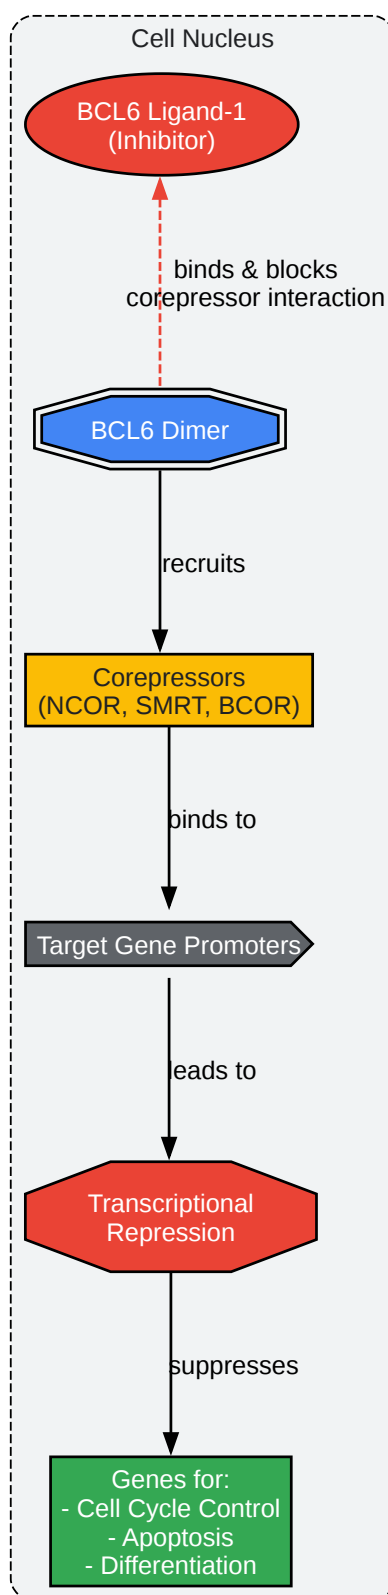 Cell Nucleus
BCL6 Ligand-1
(Inhibitor)
binds & blocks
corepressor interaction
BCL6 Dimer
recruits
Corepressors
(NCOR, SMRT, BCOR)
binds to
Target Gene Promoters
leads to
Transcriptional
Repression
suppresses
Genes for:
- Cell Cycle Control
- Apoptosis
- Differentiation